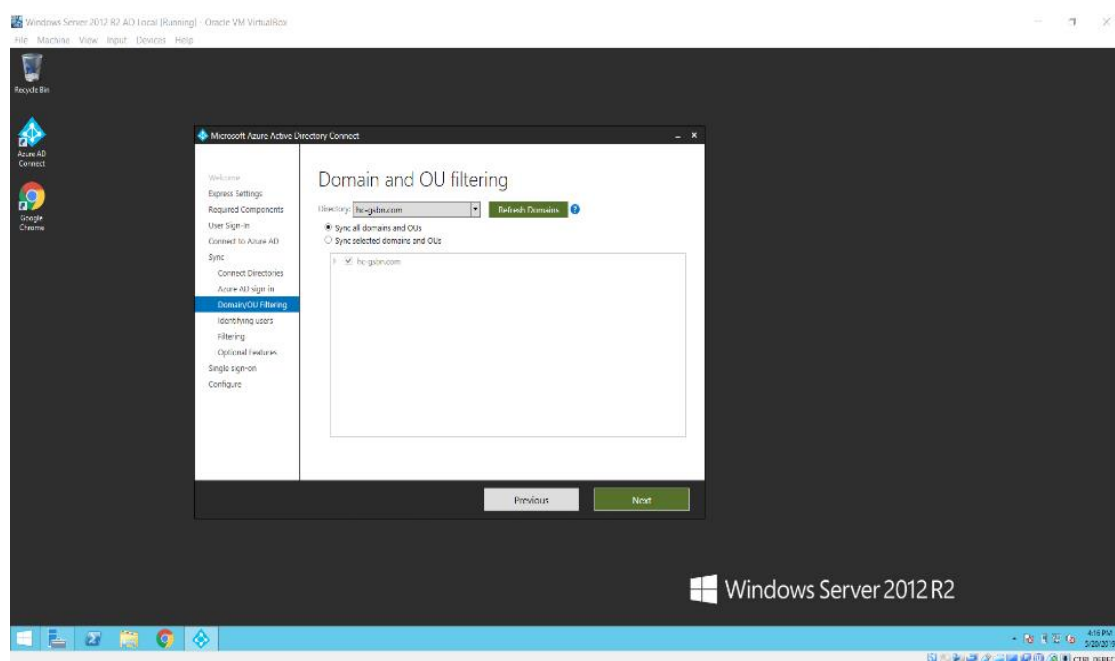 Windows Server 2012 R2 AD Local [Running] - Oracle VM VirtualBox
File Machine View Input Devices Help
Recycle Bin
Azure AD
Connect
Google
Chrome
Microsoft Azure Active Directory Connect
Welcome
Express Settings
Required Components
User Sign-In
Connect to Azure AD
Sync
Connect Directories
Azure AD sign in
Domain/OU Filtering
Identifying users
Filtering
Optional Features
Single sign-on
Configure
Domain and OU filtering
Directory:
Refresh Domains
?
Sync all domains and OUs
Sync selected domains and OUs
Previous
Next
Windows Server 2012 R2
4:16 PM
5/20/2019